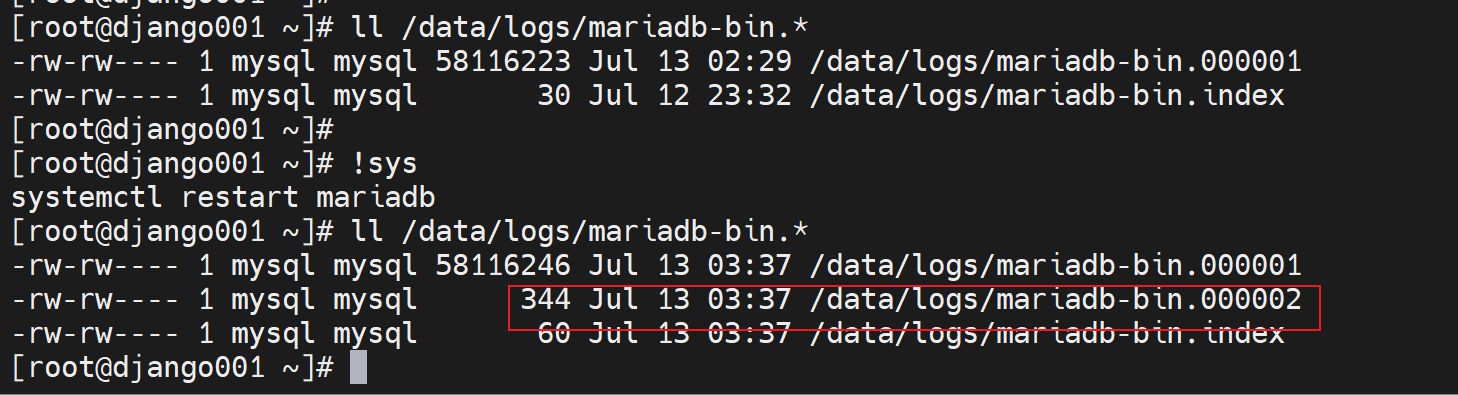 [root@django001 ~]#
[root@django001 ~]# ll /data/logs/mariadb-bin.*
-rw-rw---- 1 mysql mysql 58116223 Jul 13 02:29 /data/logs/mariadb-bin.000001
-rw-rw---- 1 mysql mysql       30 Jul 12 23:32 /data/logs/mariadb-bin.index
[root@django001 ~]#
[root@django001 ~]# !sys
systemctl restart mariadb
[root@django001 ~]# ll /data/logs/mariadb-bin.*
-rw-rw---- 1 mysql mysql 58116246 Jul 13 03:37 /data/logs/mariadb-bin.000001
-rw-rw---- 1 mysql mysql      344 Jul 13 03:37 /data/logs/mariadb-bin.000002
-rw-rw---- 1 mysql mysql       60 Jul 13 03:37 /data/logs/mariadb-bin.index
[root@django001 ~]#